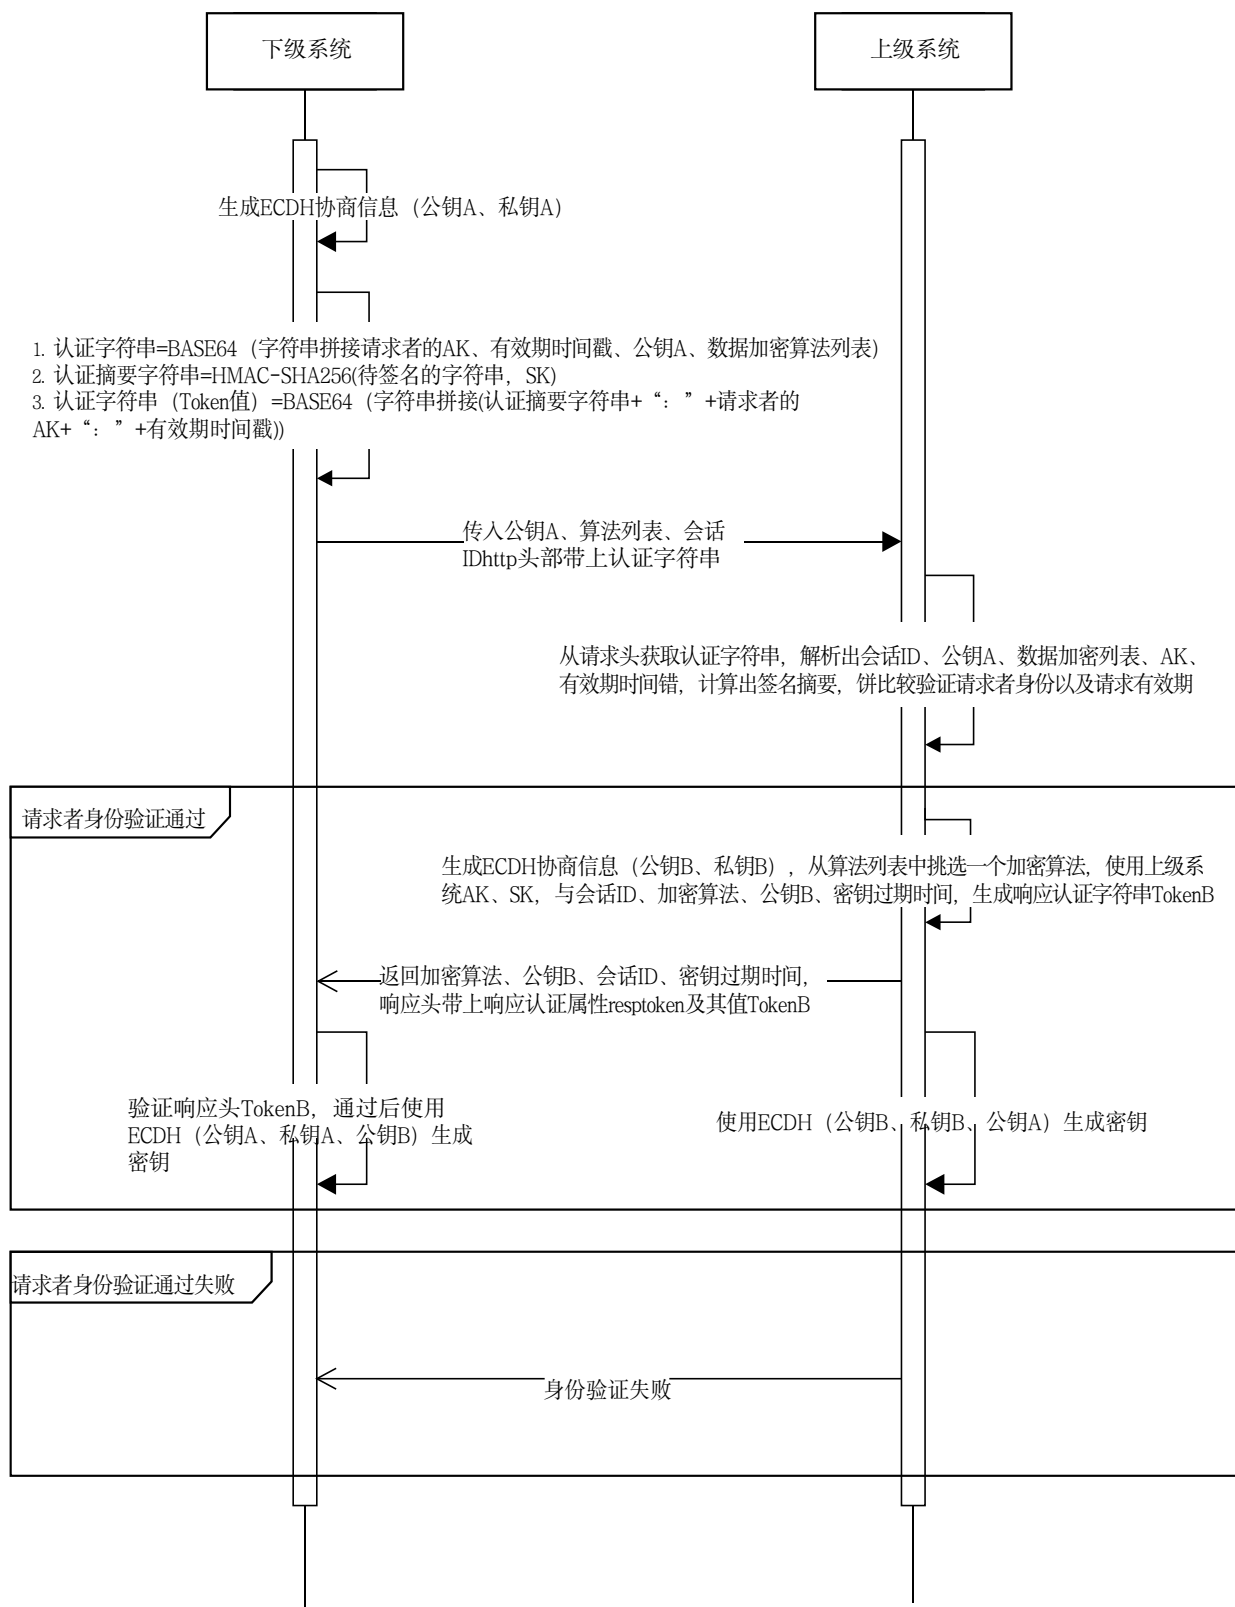 下级系统
上级系统
生成ECDH协商信息（公钥A、私钥A）
1. 认证字符串=BASE64（字符串拼接请求者的AK、有效期时间戳、公钥A、数据加密算法列表)
2. 认证摘要字符串=HMAC-SHA256(待签名的字符串，SK)
3. 认证字符串（Token值）=BASE64（字符串拼接(认证摘要字符串+“：”+请求者的
AK+“：”+有效期时间戳))
传入公钥A、算法列表、会话
IDhttp头部带上认证字符串
从请求头获取认证字符串，解析出会话ID、公钥A、数据加密列表、AK、
有效期时间错，计算出签名摘要，饼比较验证请求者身份以及请求有效期
请求者身份验证通过
生成ECDH协商信息（公钥B、私钥B），从算法列表中挑选一个加密算法，使用上级系
统AK、SK，与会话ID、加密算法、公钥B、密钥过期时间，生成响应认证字符串TokenB
返回加密算法、公钥B、会话ID、密钥过期时间，
响应头带上响应认证属性resptoken及其值TokenB
验证响应头TokenB，通过后使用
ECDH（公钥A、私钥A、公钥B）生成
密钥
使用ECDH（公钥B、私钥B、公钥A）生成密钥
请求者身份验证通过失败
身份验证失败